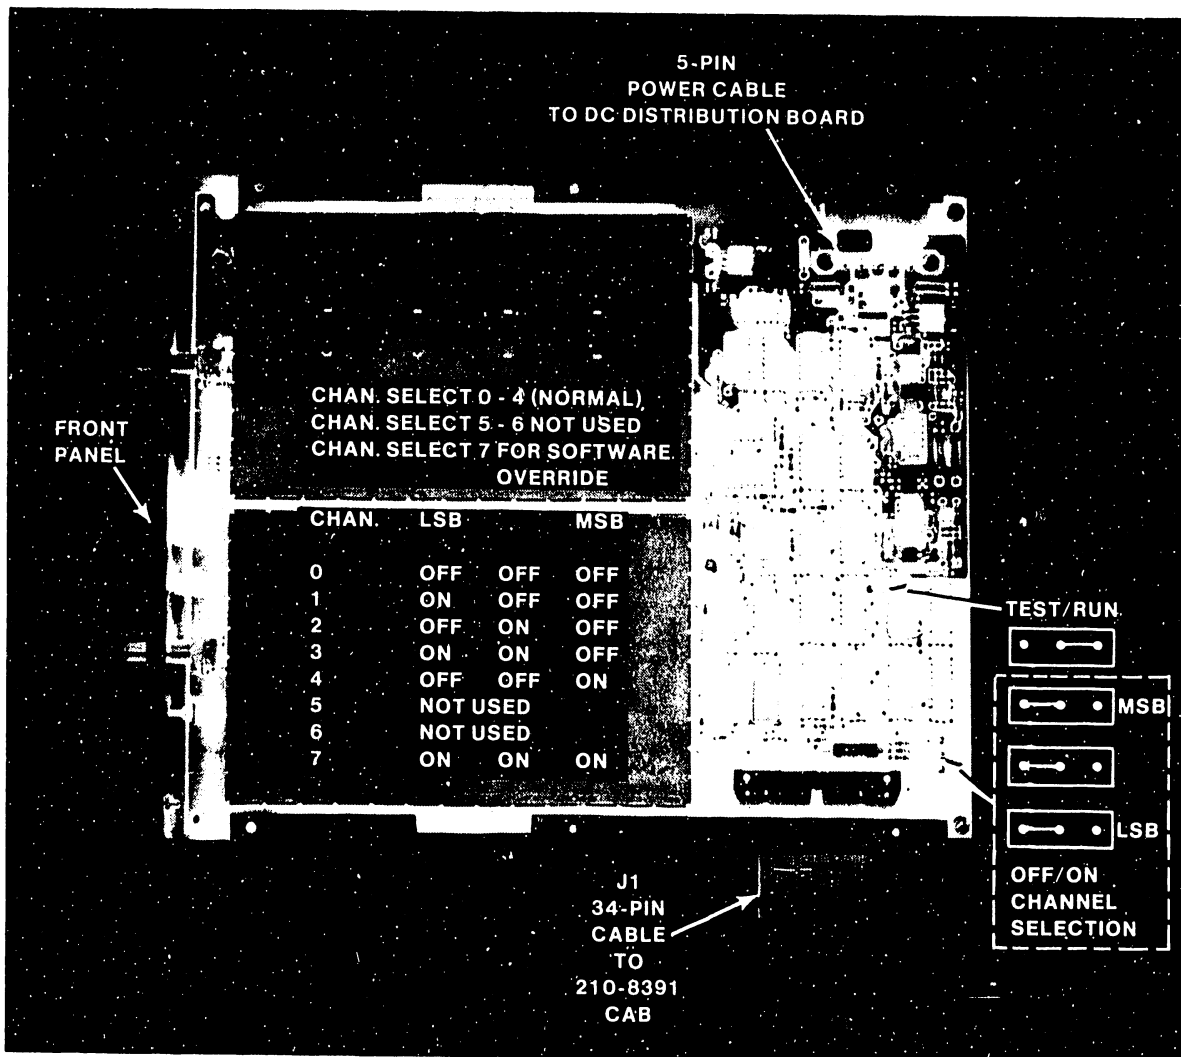 5-PIN
POWER CABLE
TO DC DISTRIBUTION BOARD
CHAN. SELECT 0 - 4 (NORMAL)
CHAN. SELECT 5 - 6 NOT USED
CHAN. SELECT 7 FOR SOFTWARE
OVERRIDE
FRONT
PANEL
CHAN. LSB MSB
0 OFF OFF OFF
1 ON OFF OFF
2 OFF ON OFF
3 ON ON OFF
4 OFF OFF ON
5 NOT USED
6 NOT USED
7 ON ON ON
TEST/RUN
MSB
LSB
OFF/ON
CHANNEL
SELECTION
J1
34-PIN
CABLE
TO
210-8391
CAB